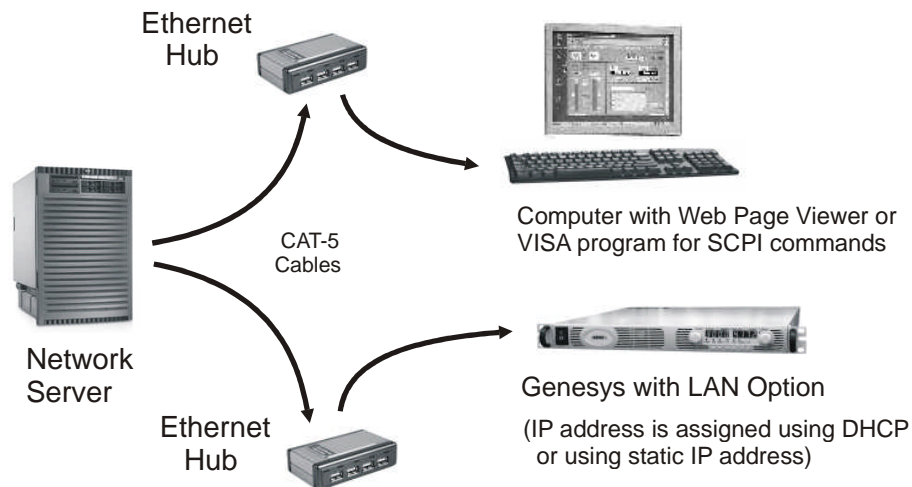 Ethernet
Hub
Computer with Web Page Viewer or
VISA program for SCPI commands
CAT-5
Cables
Network
Server
Genesys with LAN Option
(IP address is assigned using DHCP
or using static IP address)
Ethernet
Hub